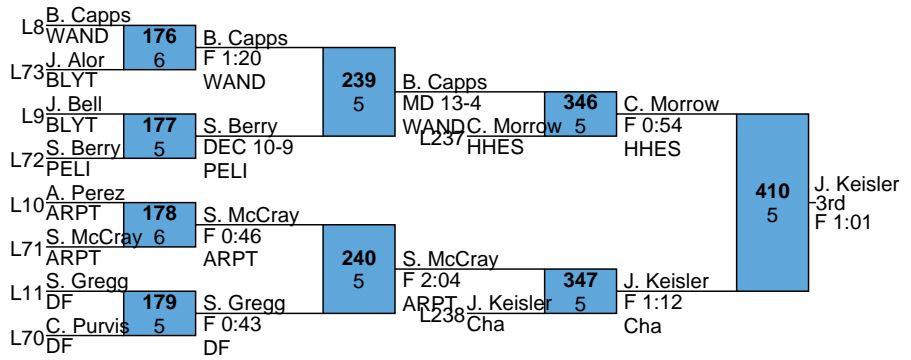 L8 B. Capps
WAND
176
6
L73 J. Alor
BLYT
B. Capps
F 1:20
WAND
L9 J. Bell
BLYT
177
5
L72 S. Berry
PELI
S. Berry
DEC 10-9
PELI
239
5
B. Capps
MD 13-4
WAND
L10 A. Perez
ARPT
178
6
L71 S. McCray
ARPT
S. McCray
F 0:46
ARPT
L11 S. Gregg
DF
179
5
L70 C. Purvis
DF
S. Gregg
F 0:43
DF
240
5
S. McCray
F 2:04
ARPT
L237 C. Morrow
HHES
346
5
C. Morrow
F 0:54
HHES
L238 J. Keisler
Cha
347
5
J. Keisler
F 1:12
Cha
410
5
J. Keisler
3rd
F 1:01